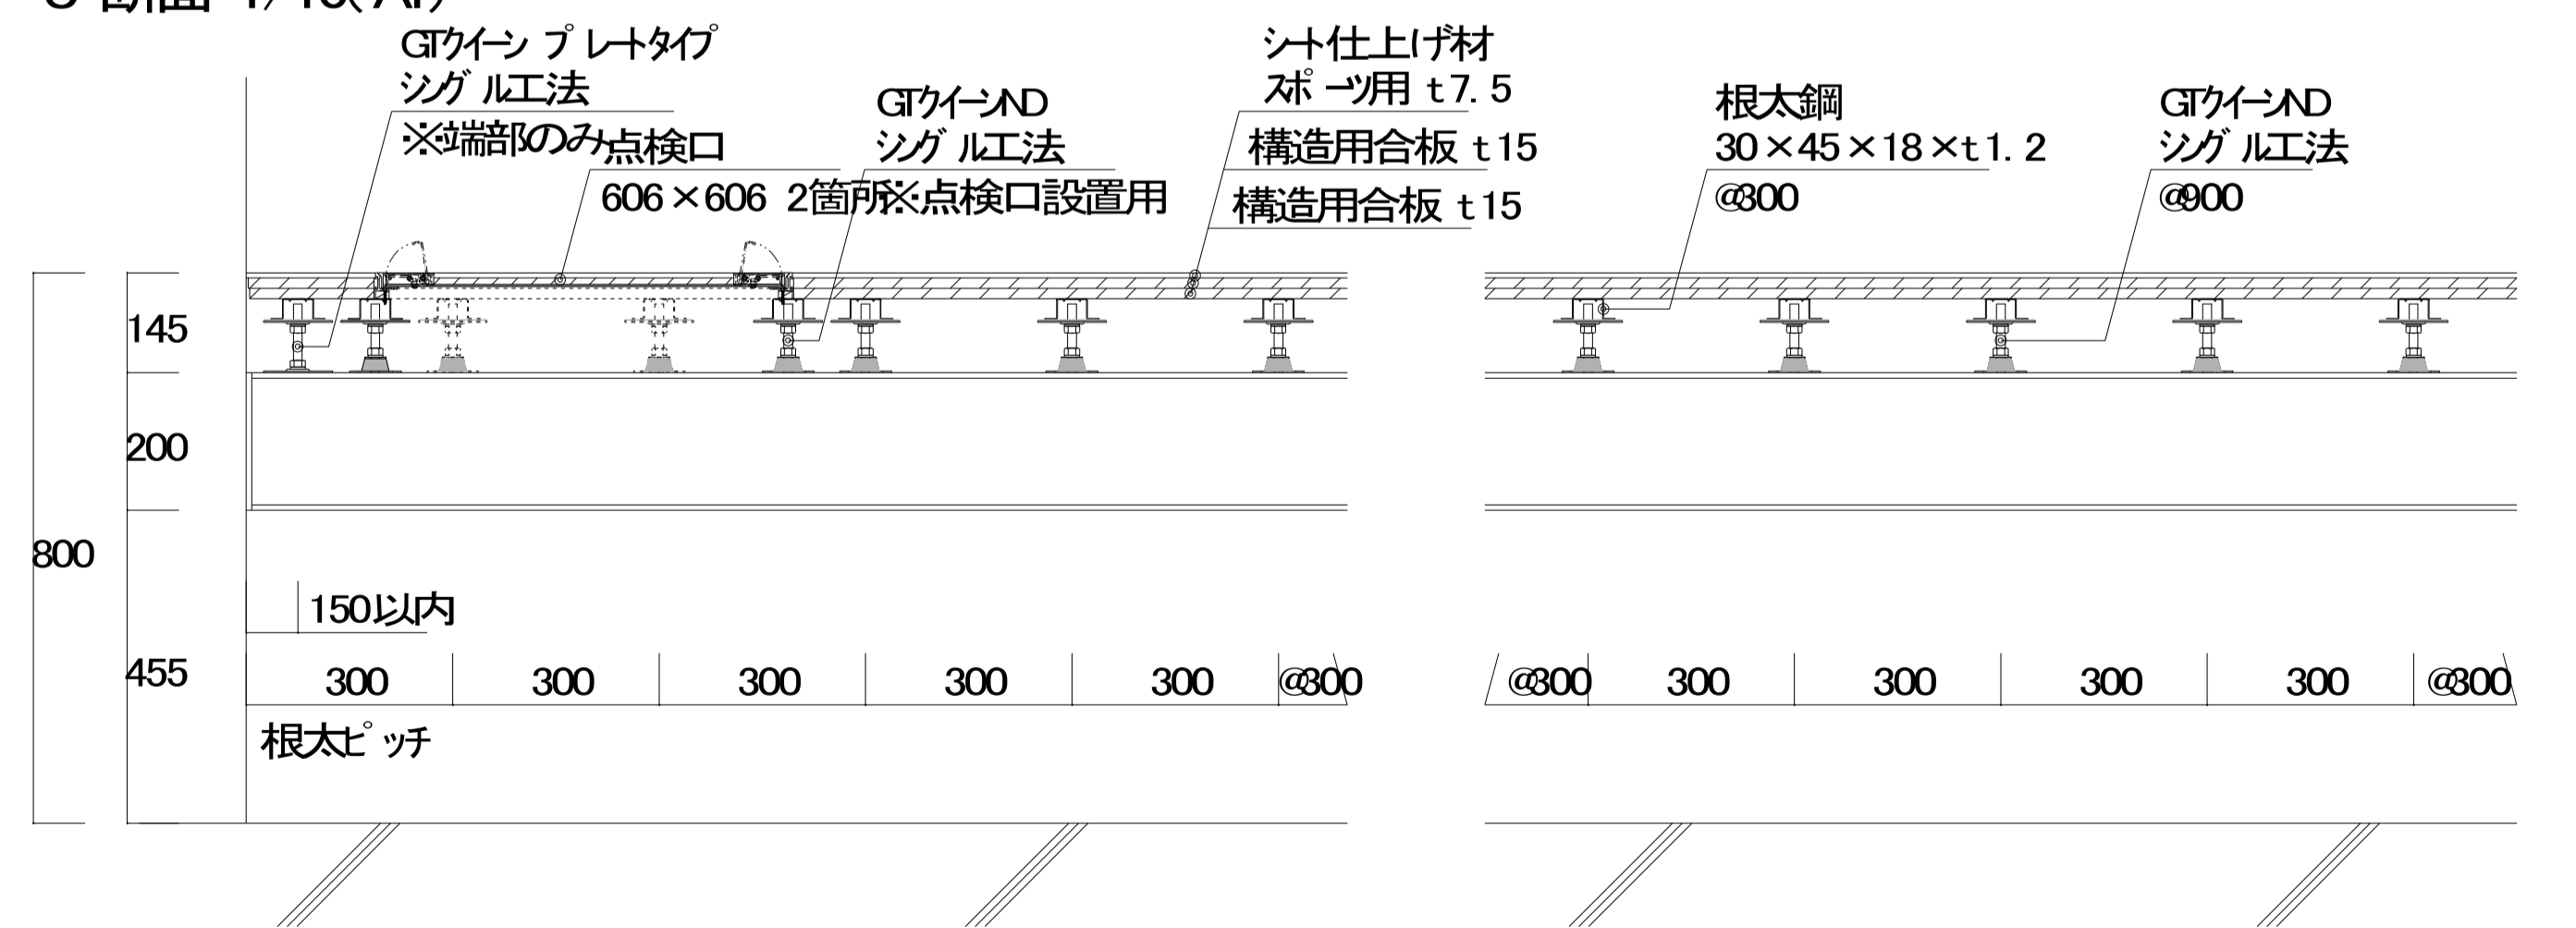 GTクイーン プレートタイプ
シングル工法
※端部のみ
点検口
606×606 2箇所
GTクイーンND
シングル工法
※点検口設置用
シート仕上げ材
スポーツ用 t7.5
構造用合板 t15
構造用合板 t15
根太鋼
30×45×18×t1.2
@300
GTクイーンND
シングル工法
@900
145
200
800
455
150以内
300 300 300 300 300 @300
@300 300 300 300 300 @300
根太ピッチ